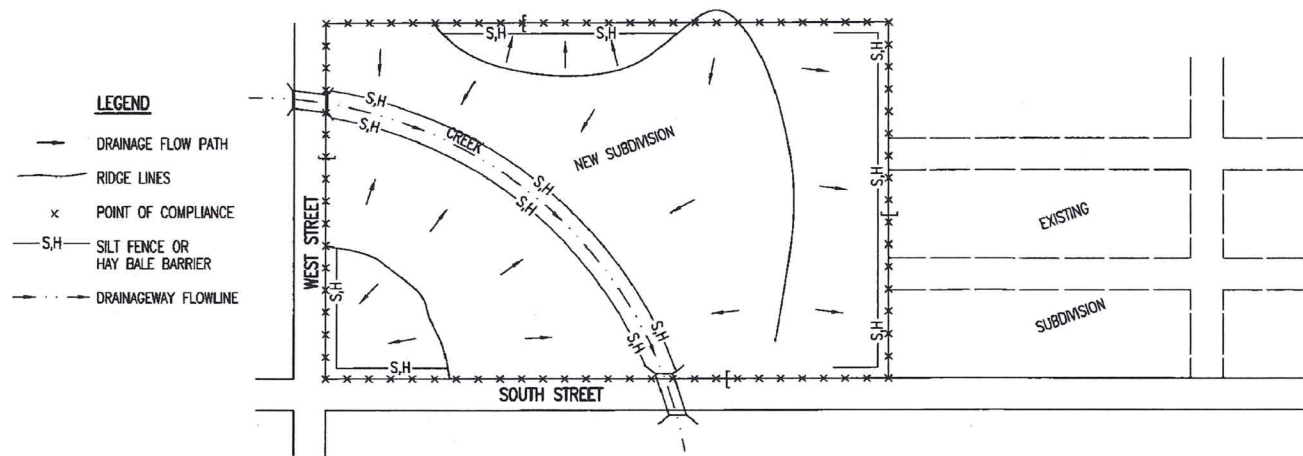 LEGEND
DRAINAGE FLOW PATH
RIDGE LINES
x POINT OF COMPLIANCE
S,H SILT FENCE OR
HAY BALE BARRIER
DRAINAGEWAY FLOWLINE
S,H
S,H
S,H
S,H
S,H
CREEK
NEW SUBDIVISION
S,H
S,H
S,H
WEST STREET
EXISTING
S,H
SUBDIVISION
S,H
S,H
S,H
S,H
SOUTH STREET